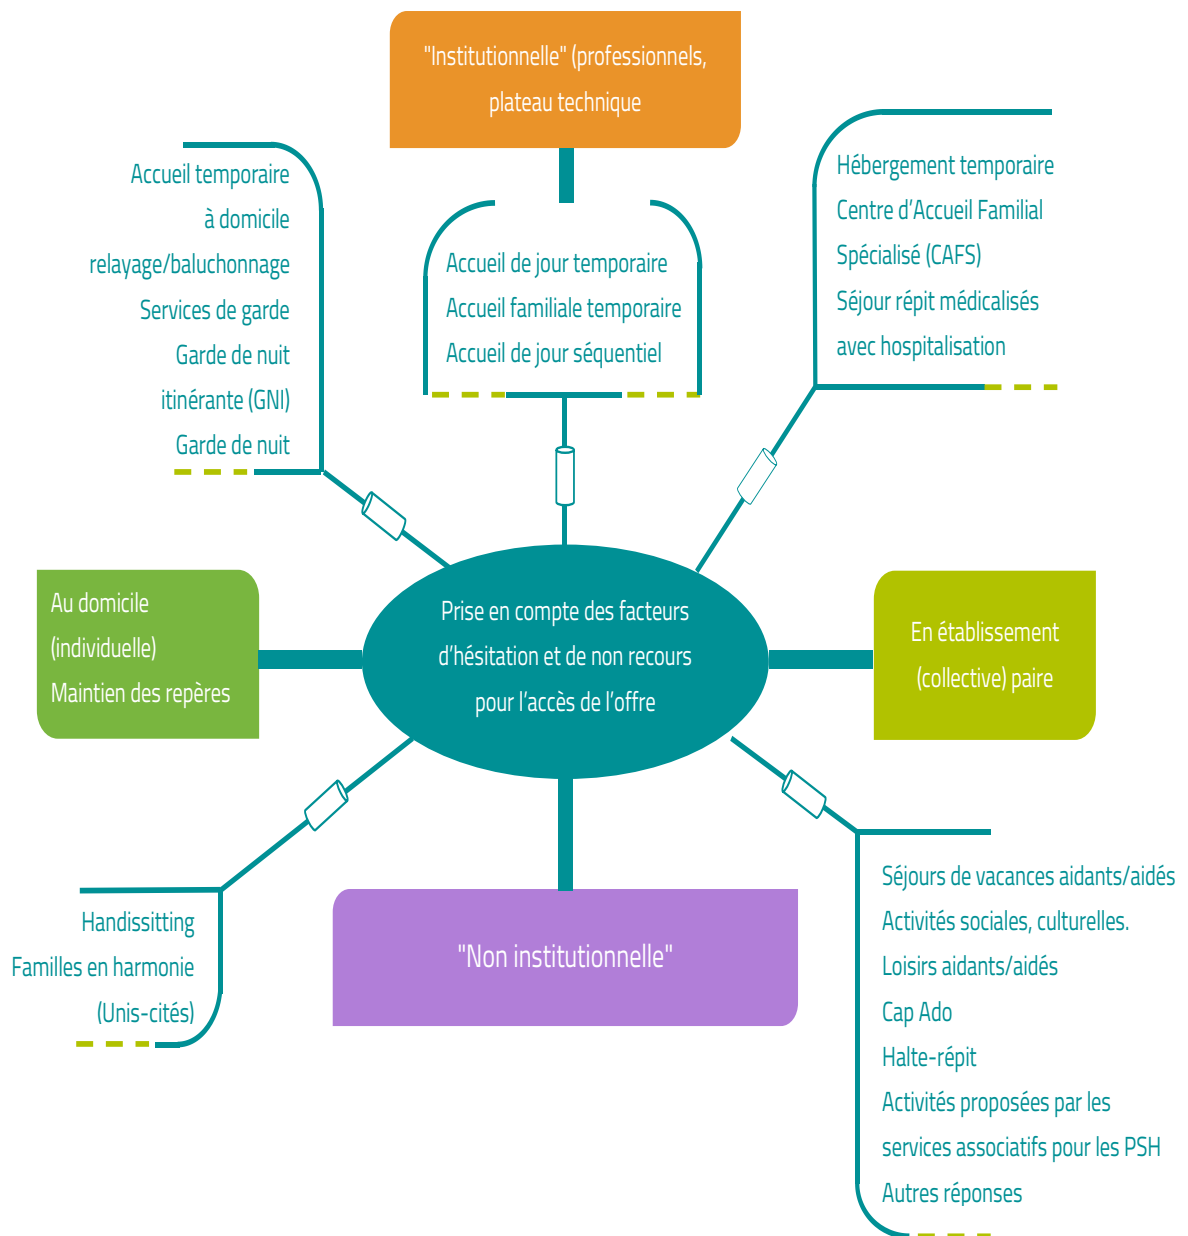 "Institutionnelle" (professionnels,
plateau technique
Accueil temporaire
à domicile
relayage/baluchonnage
Services de garde
Garde de nuit
itinérante (GNI)
Garde de nuit
Accueil de jour temporaire
Accueil familiale temporaire
Accueil de jour séquentiel
Hébergement temporaire
Centre d'Accueil Familial
Spécialisé (CAFS)
Séjour répit médicalisés
avec hospitalisation
Au domicile
(individuelle)
Maintien des repères
Prise en compte des facteurs
d'hésitation et de non recours
pour l'accès de l'offre
En établissement
(collective) paire
Handissitting
Familles en harmonie
(Unis-cités)
"Non institutionnelle"
Séjours de vacances aidants/aidés
Activités sociales, culturelles.
Loisirs aidants/aidés
Cap Ado
Halte-répit
Activités proposées par les
services associatifs pour les PSH
Autres réponses